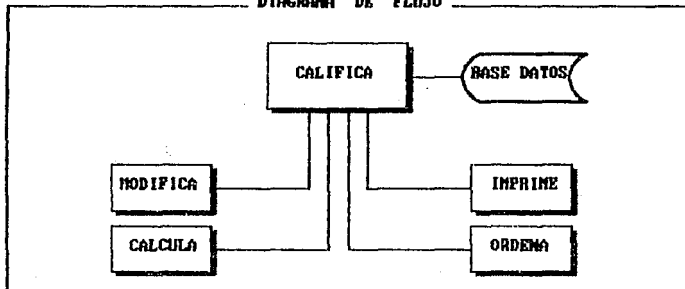 DIAGRAMA DE FLUJO
CALIFICA
BASE DATOS
MODIFICA
IMPRIME
CALCULA
ORDENA